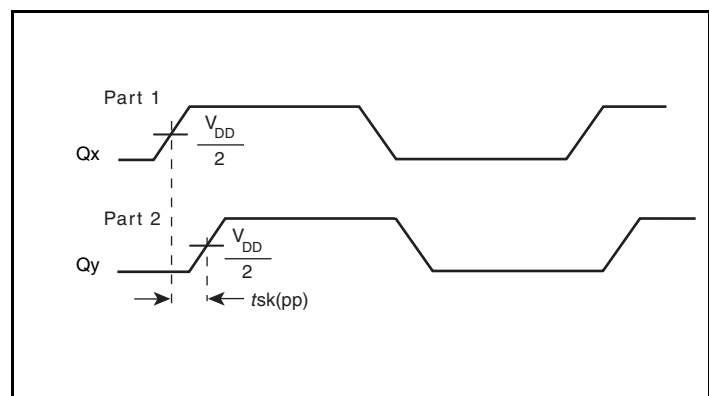 Part 1
V_DD
2
Qx
Part 2
V_DD
2
Qy
tsk(pp)